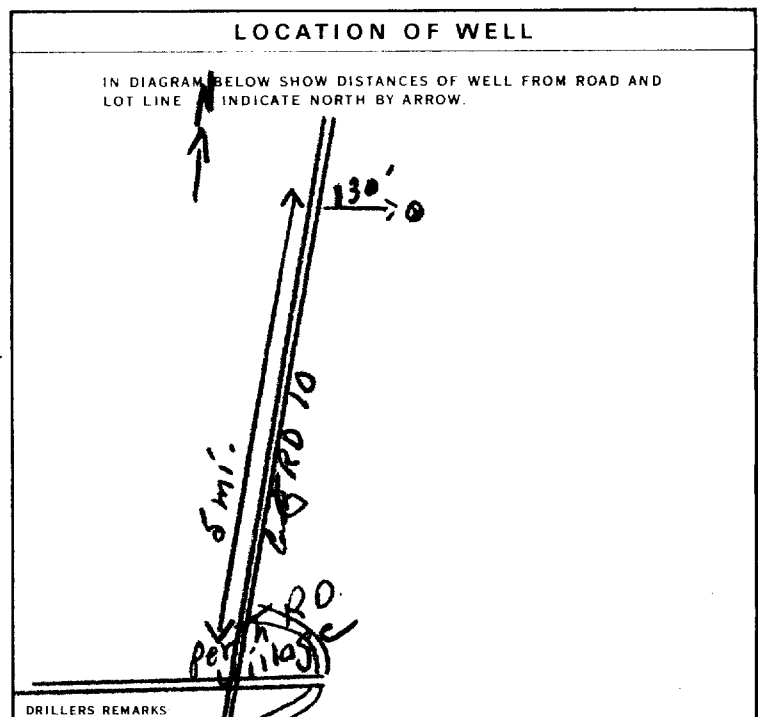 LOCATION OF WELL
IN DIAGRAM BELOW SHOW DISTANCES OF WELL FROM ROAD AND
LOT LINE INDICATE NORTH BY ARROW.
N
130'
5 mi.
RD 10
RD
DRILLERS REMARKS